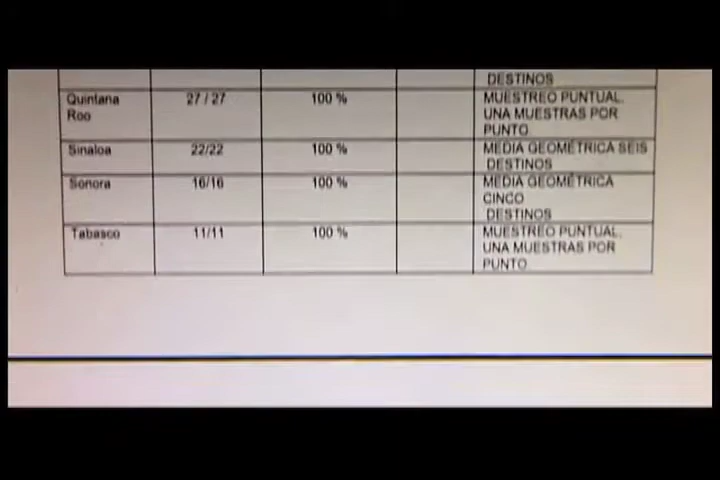 DESTINOS
Quintana Roo 27 / 27 100 % MUESTREO PUNTUAL.
UNA MUESTRAS POR
PUNTO
Sinaloa 22/22 100 % MEDIA GEOMÉTRICA SEIS
DESTINOS
Sonora 16/16 100 % MEDIA GEOMÉTRICA
CINCO
DESTINOS
Tabasco 11/11 100 % MUESTREO PUNTUAL.
UNA MUESTRAS POR
PUNTO